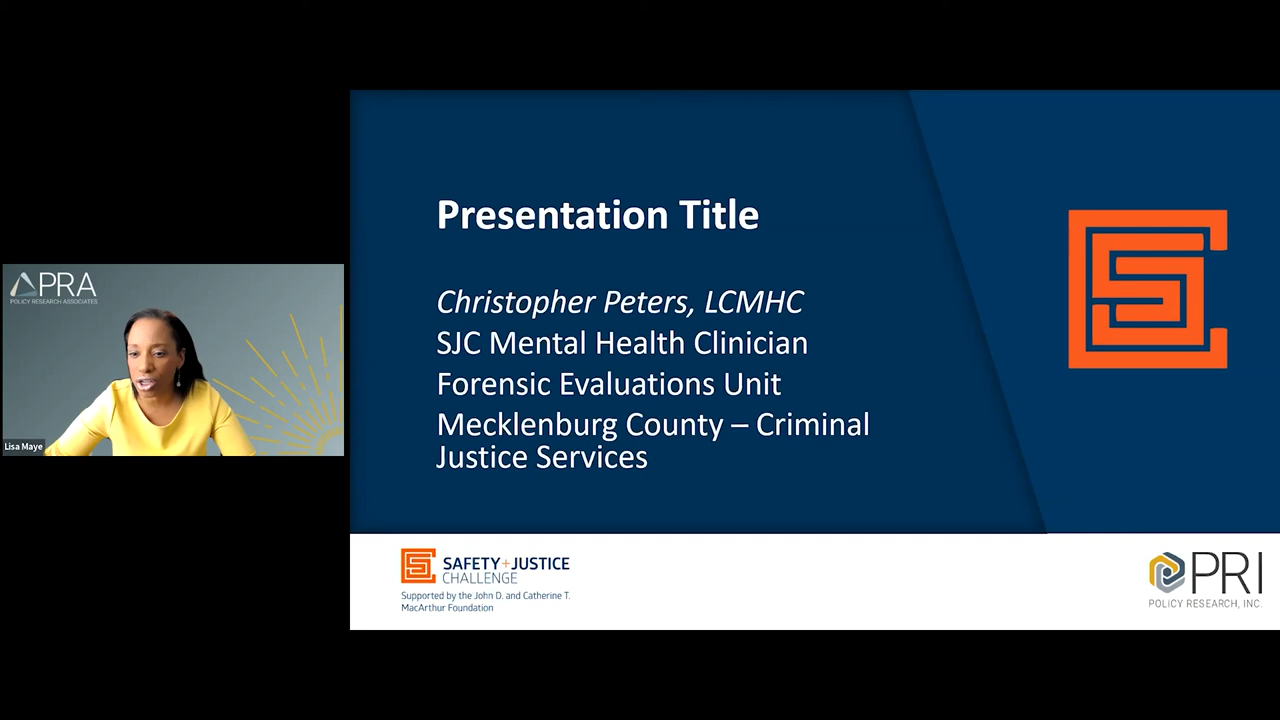 PRA
POLICY RESEARCH ASSOCIATES
Lisa Maye
Presentation Title
Christopher Peters, LCMHC
SJC Mental Health Clinician
Forensic Evaluations Unit
Mecklenburg County – Criminal
Justice Services
SAFETY+JUSTICE
CHALLENGE
Supported by the John D. and Catherine T.
MacArthur Foundation
PRI
POLICY RESEARCH, INC.